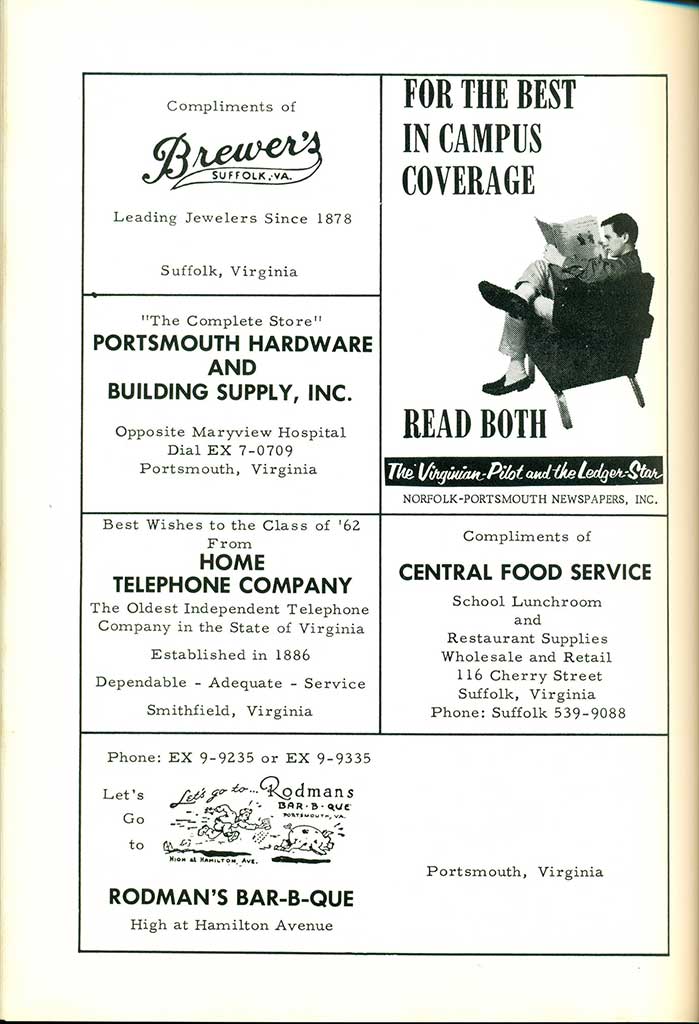 Compliments of
Brewer's
SUFFOLK, VA.
Leading Jewelers Since 1878
Suffolk, Virginia
FOR THE BEST
IN CAMPUS
COVERAGE
READ BOTH
The Virginian-Pilot and the Ledger-Star
NORFOLK-PORTSMOUTH NEWSPAPERS, INC.
"The Complete Store"
PORTSMOUTH HARDWARE
AND
BUILDING SUPPLY, INC.
Opposite Maryview Hospital
Dial EX 7-0709
Portsmouth, Virginia
Best Wishes to the Class of '62
From
HOME
TELEPHONE COMPANY
The Oldest Independent Telephone
Company in the State of Virginia
Established in 1886
Dependable - Adequate - Service
Smithfield, Virginia
Compliments of
CENTRAL FOOD SERVICE
School Lunchroom
and
Restaurant Supplies
Wholesale and Retail
116 Cherry Street
Suffolk, Virginia
Phone: Suffolk 539-9088
Phone: EX 9-9235 or EX 9-9335
Let's
Go
to
Let's go to... Rodmans
BAR-B-QUE
PORTSMOUTH, VA.
HIGH at HAMILTON AVE.
RODMAN'S BAR-B-QUE
High at Hamilton Avenue
Portsmouth, Virginia